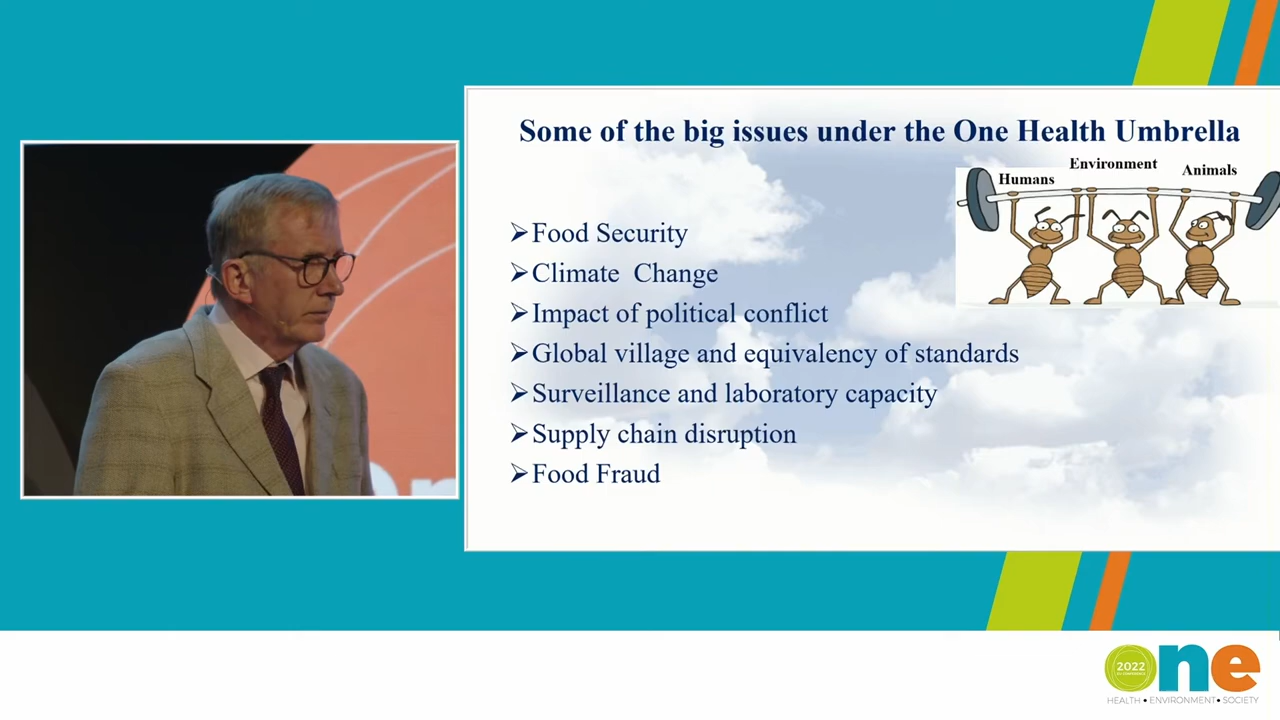 Some of the big issues under the One Health Umbrella
Humans
Environment
Animals
➢Food Security
➢Climate Change
➢Impact of political conflict
➢Global village and equivalency of standards
➢Surveillance and laboratory capacity
➢Supply chain disruption
➢Food Fraud
2022
one
HEALTH • ENVIRONMENT • SOCIETY